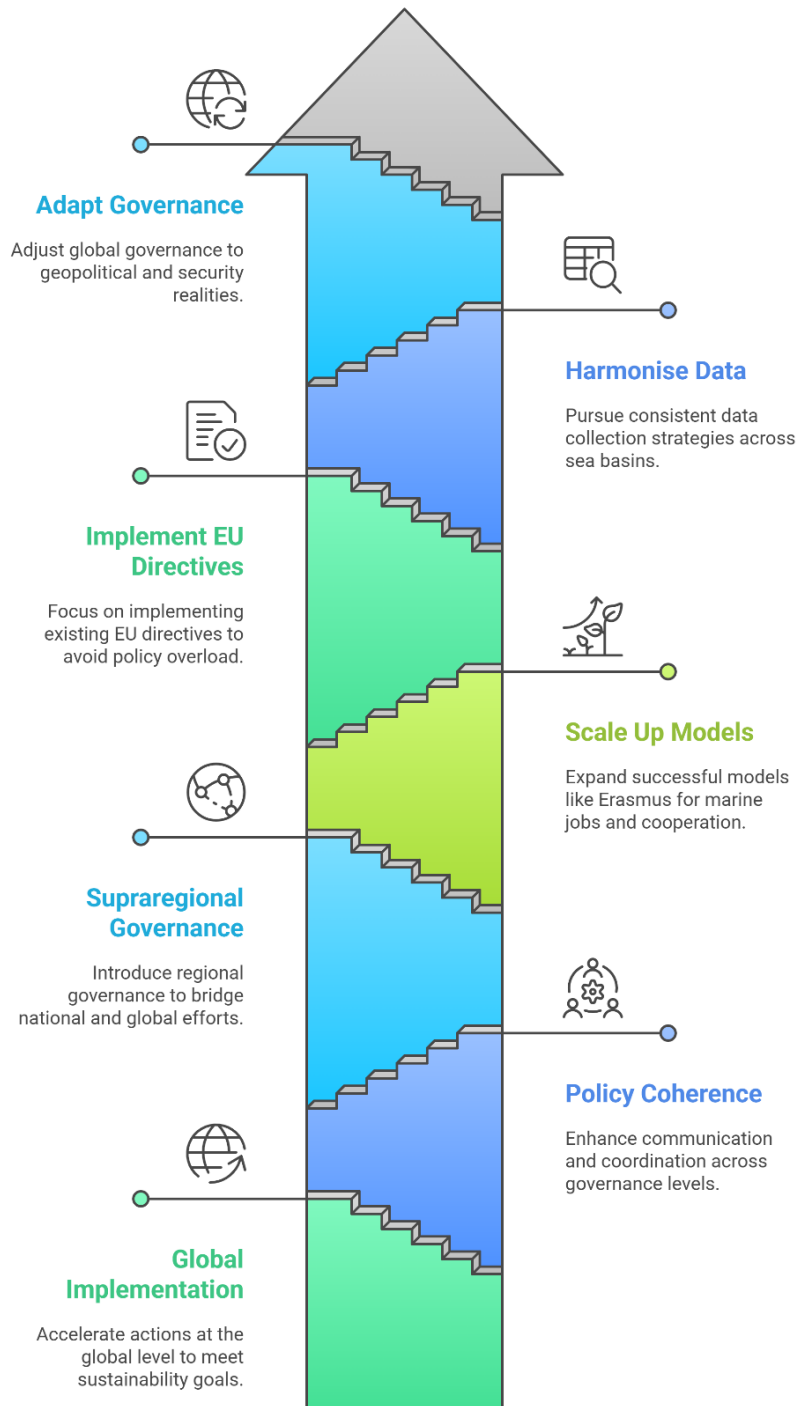 Adapt Governance
Adjust global governance to
geopolitical and security
realities.
Harmonise Data
Pursue consistent data
collection strategies across
sea basins.
Implement EU
Directives
Focus on implementing
existing EU directives to
avoid policy overload.
Scale Up Models
Expand successful models
like Erasmus for marine
jobs and cooperation.
Supraregional
Governance
Introduce regional
governance to bridge
national and global efforts.
Policy Coherence
Enhance communication
and coordination across
governance levels.
Global
Implementation
Accelerate actions at the
global level to meet
sustainability goals.